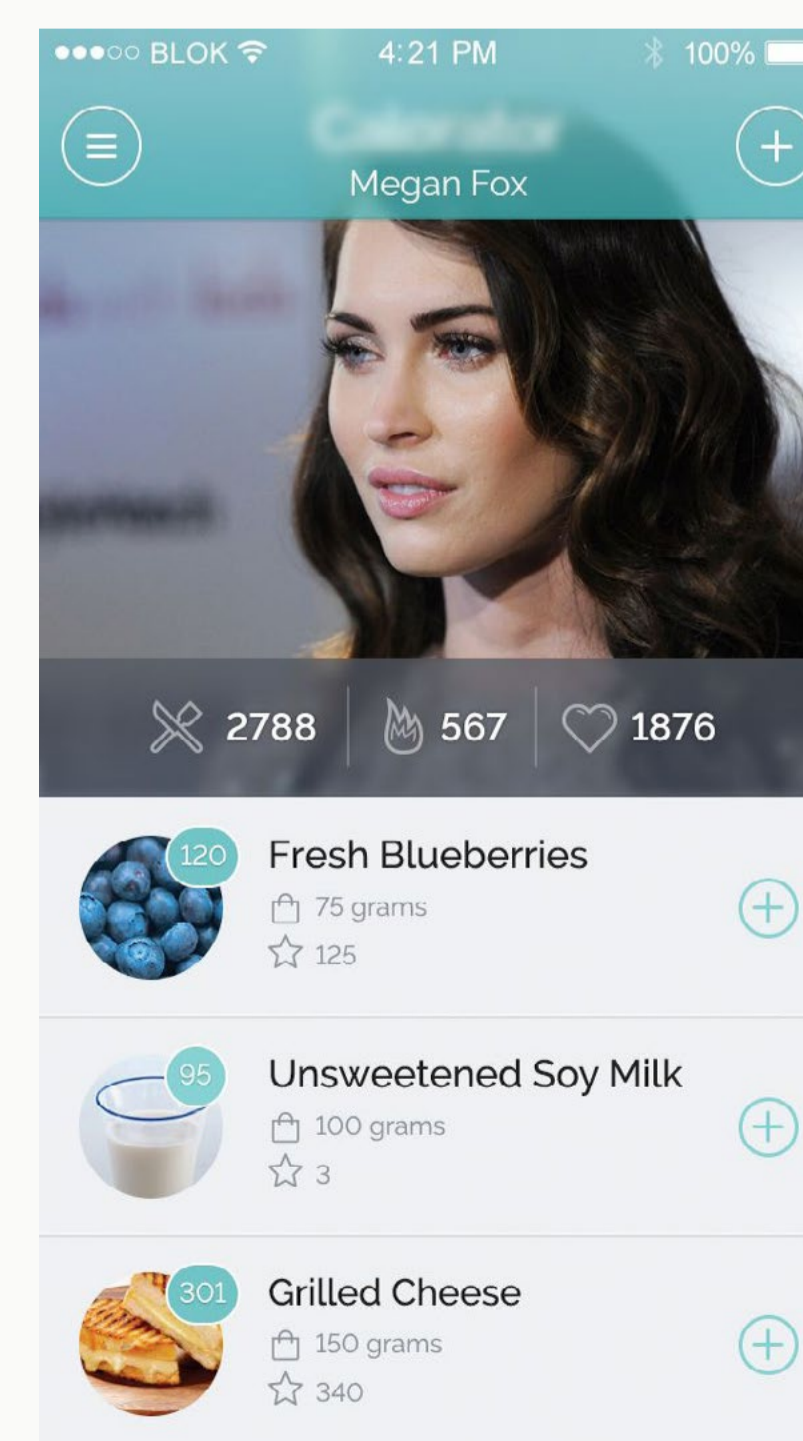 BLOK 4:21 PM 100%
Calorator
Megan Fox
2788 567 1876
120 Fresh Blueberries
75 grams
125
95 Unsweetened Soy Milk
100 grams
3
301 Grilled Cheese
150 grams
340